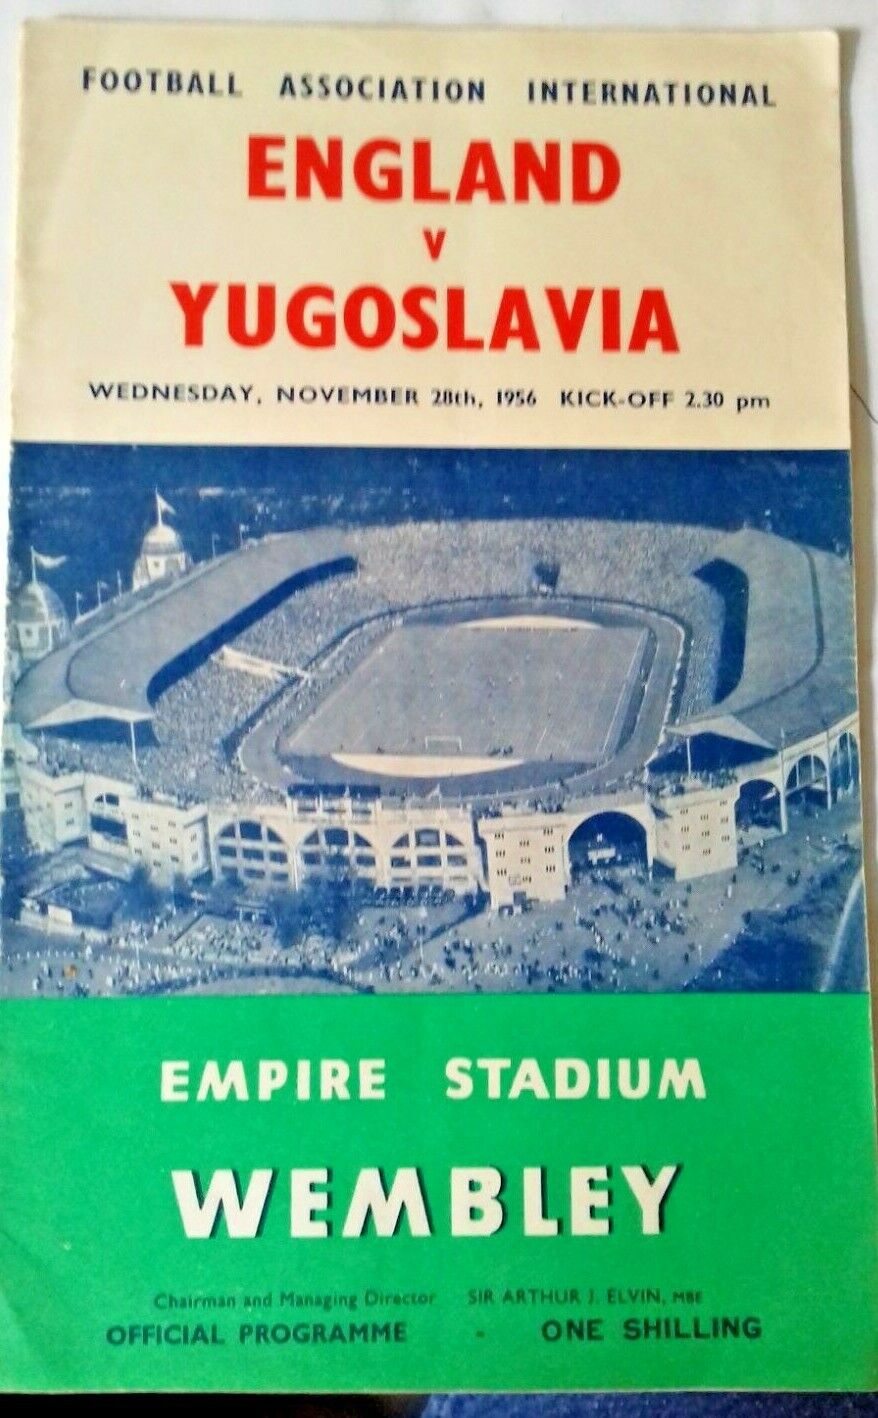 FOOTBALL ASSOCIATION INTERNATIONAL
ENGLAND
V
YUGOSLAVIA
WEDNESDAY, NOVEMBER 28th, 1956 KICK-OFF 2.30 pm
EMPIRE STADIUM
WEMBLEY
Chairman and Managing Director SIR ARTHUR J. ELVIN, MBE
OFFICIAL PROGRAMME - ONE SHILLING